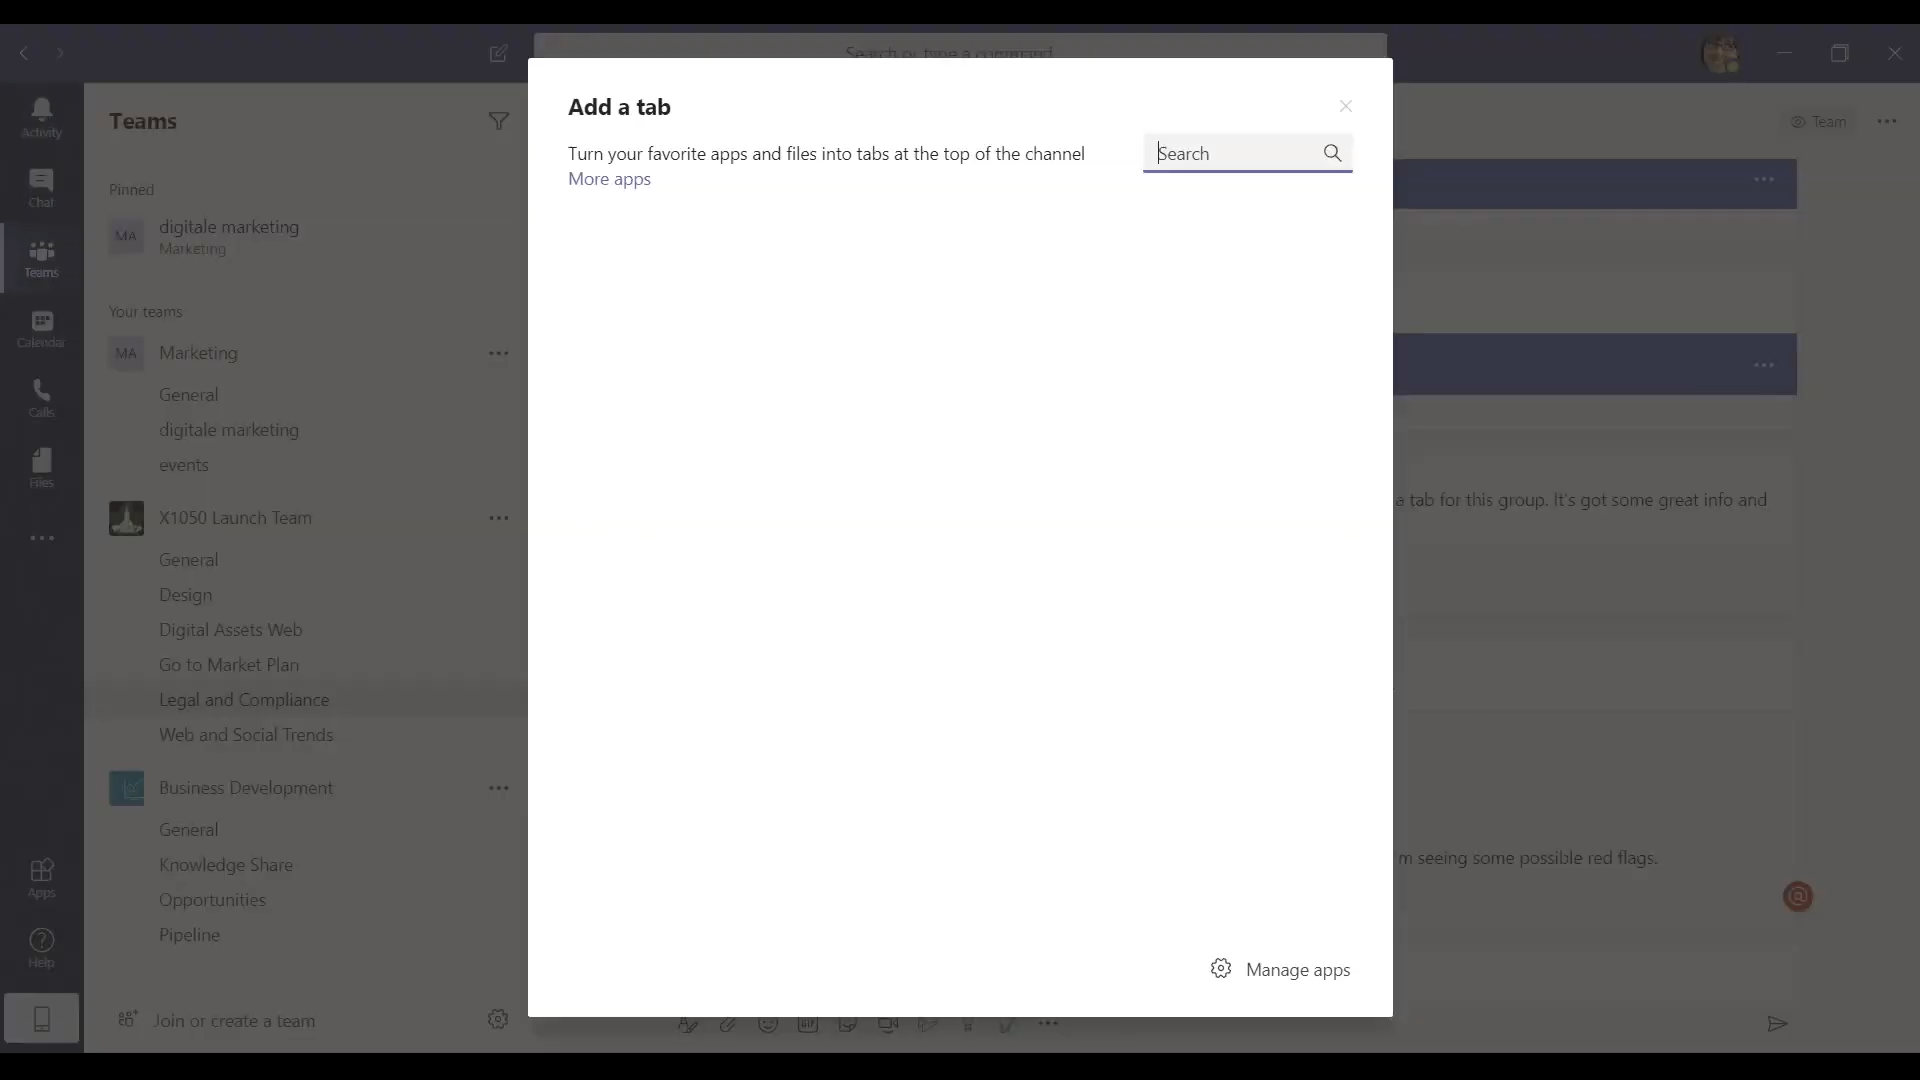 Search or type a command
Activity
Chat
Teams
Calendar
Calls
Files
Apps
Help
Teams
Pinned
MA
digitale marketing
Marketing
Your teams
MA
Marketing
General
digitale marketing
events
X1050 Launch Team
General
Design
Digital Assets Web
Go to Market Plan
Legal and Compliance
Web and Social Trends
Business Development
General
Knowledge Share
Opportunities
Pipeline
Join or create a team
Add a tab
Turn your favorite apps and files into tabs at the top of the channel
More apps
Search
Manage apps
Team
a tab for this group. It's got some great info and
m seeing some possible red flags.
GIF